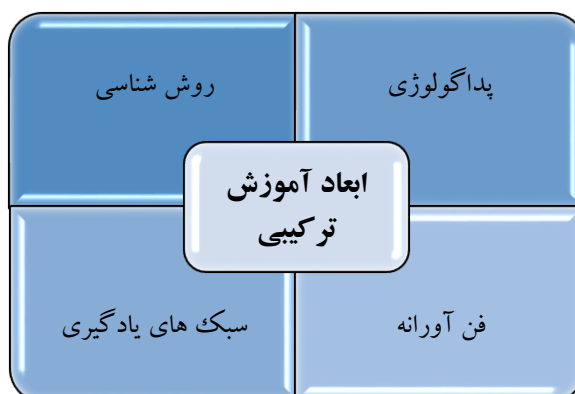 پداگولوژی
روش شناسی
ابعاد آموزش
ترکیبی
فن آورانه
سبک های یادگیری